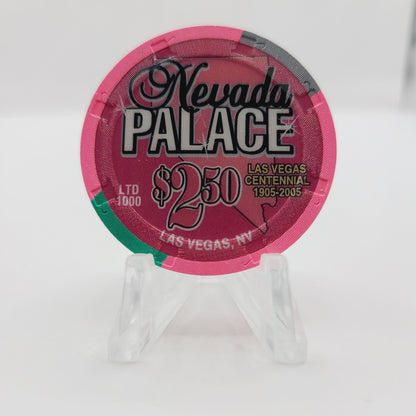 Nevada
PALACE
$2.50
LTD
1000
LAS VEGAS
CENTENNIAL
1905-2005
LAS VEGAS, NV